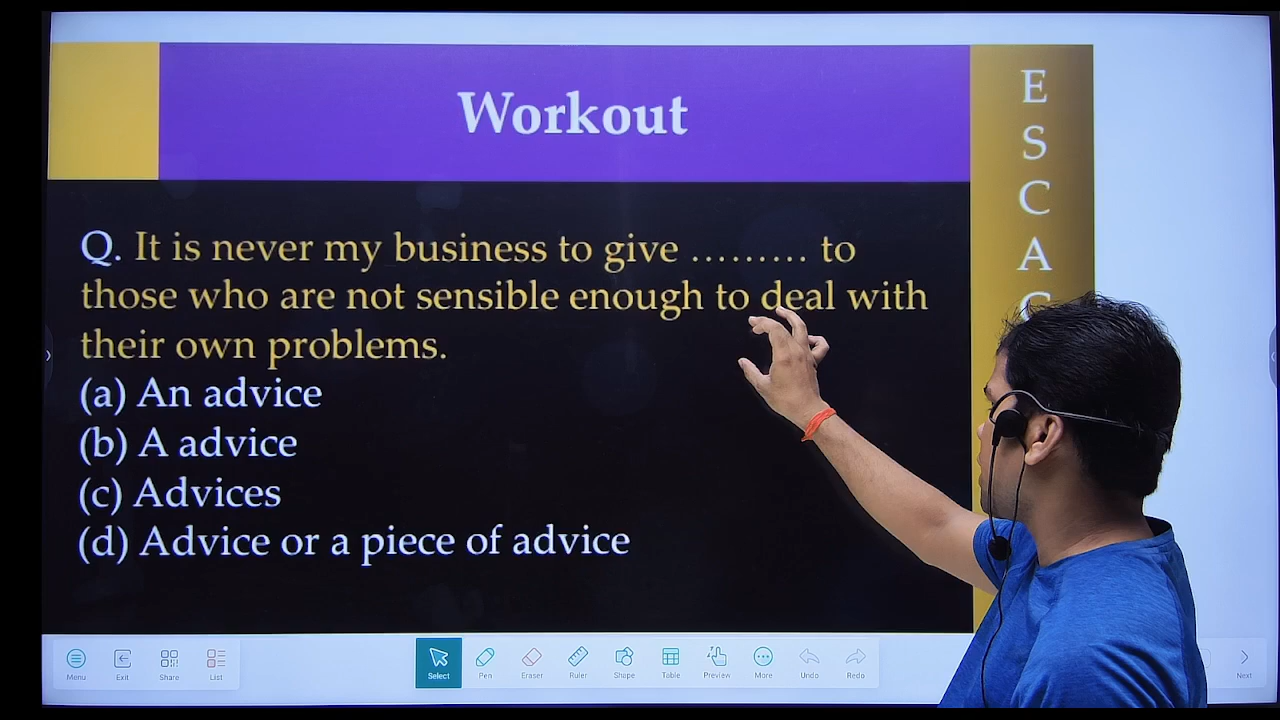 Workout
E
S
C
A
Q. It is never my business to give ......... to
those who are not sensible enough to deal with
their own problems.
(a) An advice
(b) A advice
(c) Advices
(d) Advice or a piece of advice
Menu Exit Share List Select Pen Eraser Ruler Shape Table Preview More Undo Redo Next